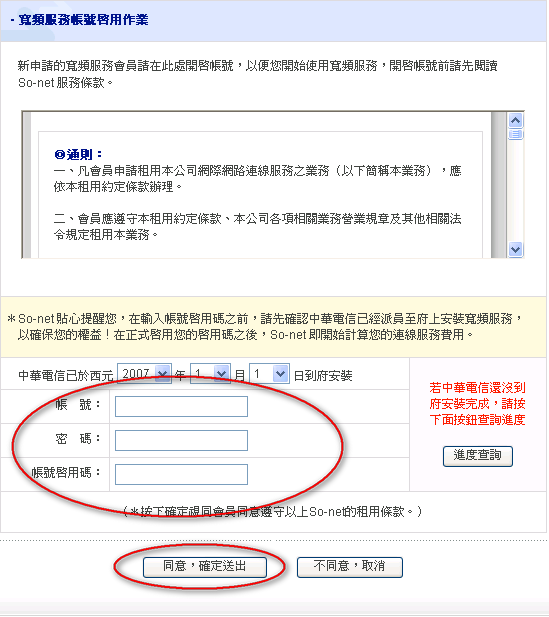 · 寬頻服務帳號啓用作業
新申請的寬頻服務會員請在此處開啓帳號，以便您開始使用寬頻服務，開啓帳號前請先閱讀
So-net 服務條款。
❷通則：
一、凡會員申請租用本公司網際網路連線服務之業務（以下簡稱本業務），應
依本租用約定條款辦理。
二、會員應遵守本租用約定條款、本公司各項相關業務營業規章及其他相關法
令規定租用本業務。
＊So-net 貼心提醒您，在輸入帳號啓用碼之前，請先確認中華電信已經派員至府上安裝寬頻服務，
以確保您的權益！在正式啓用您的啓用碼之後，So-net 即開始計算您的連線服務費用。
中華電信已於西元 2007 年 1 月 1 日到府安裝
帳 號：
密 碼：
帳號啓用碼：
若中華電信還沒到
府安裝完成，請按
下面按鈕查詢進度
進度查詢
（＊按下確定視同會員同意遵守以上So-net的租用條款。）
同意，確定送出
不同意，取消